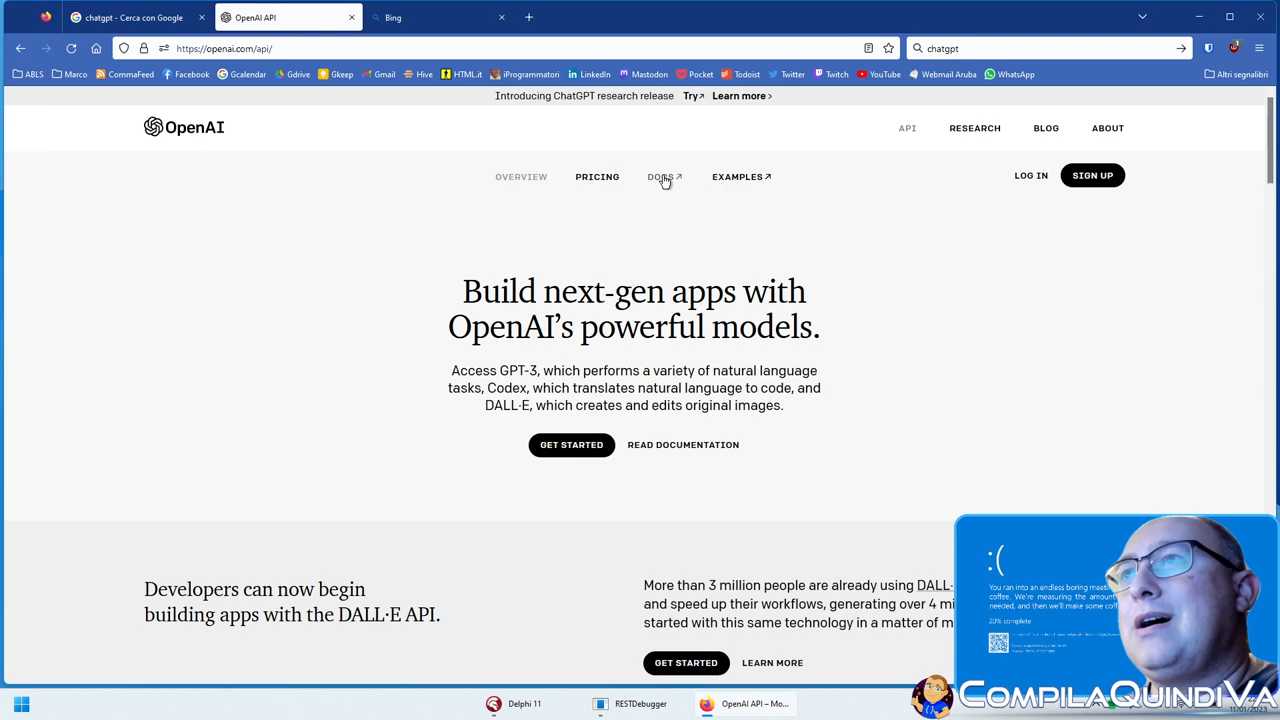 chatgpt - Cerca con Google
OpenAI API
Bing
https://openai.com/api/
chatgpt
1
ABLS
Marco
CommaFeed
Facebook
Gcalendar
Gdrive
Gkeep
Gmail
Hive
HTML.it
iProgrammatori
LinkedIn
Mastodon
Pocket
Todoist
Twitter
Twitch
YouTube
Webmail Aruba
WhatsApp
Altri segnalibri
Introducing ChatGPT research release Try↗ Learn more >
OpenAI
API RESEARCH BLOG ABOUT
OVERVIEW PRICING DOCS↗ EXAMPLES↗ LOG IN SIGN UP
Build next-gen apps with
OpenAI's powerful models.
Access GPT-3, which performs a variety of natural language
tasks, Codex, which translates natural language to code, and
DALL·E, which creates and edits original images.
GET STARTED READ DOCUMENTATION
Developers can now begin
building apps with the DALL·E API.
More than 3 million people are already using DALL·
and speed up their workflows, generating over 4 mi
started with this same technology in a matter of m
GET STARTED LEARN MORE
:(
You ran into an endless boring meeti
coffee. We're measuring the amount
needed, and then we'll make some cof
20% complete
COMPILAQUINDIVA
Delphi 11
RESTDebugger
OpenAI API – Mo...
11/01/2023